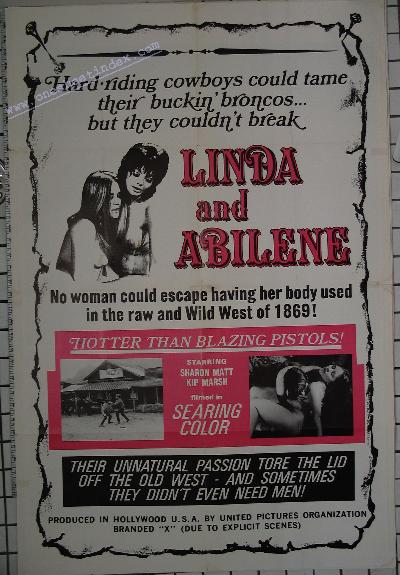 Hard-riding cowboys could tame
their buckin' broncos...
but they couldn't break
LINDA
and
ABILENE
No woman could escape having her body used
in the raw and Wild West of 1869!
HOTTER THAN BLAZING PISTOLS!
STARRING
SHARON MATT
KIP MARSH
filmed in
SEARING
COLOR
THEIR UNNATURAL PASSION TORE THE LID
OFF THE OLD WEST - AND SOMETIMES
THEY DIDN'T EVEN NEED MEN!
PRODUCED IN HOLLYWOOD U.S.A. BY UNITED PICTURES ORGANIZATION
BRANDED "X" (DUE TO EXPLICIT SCENES)